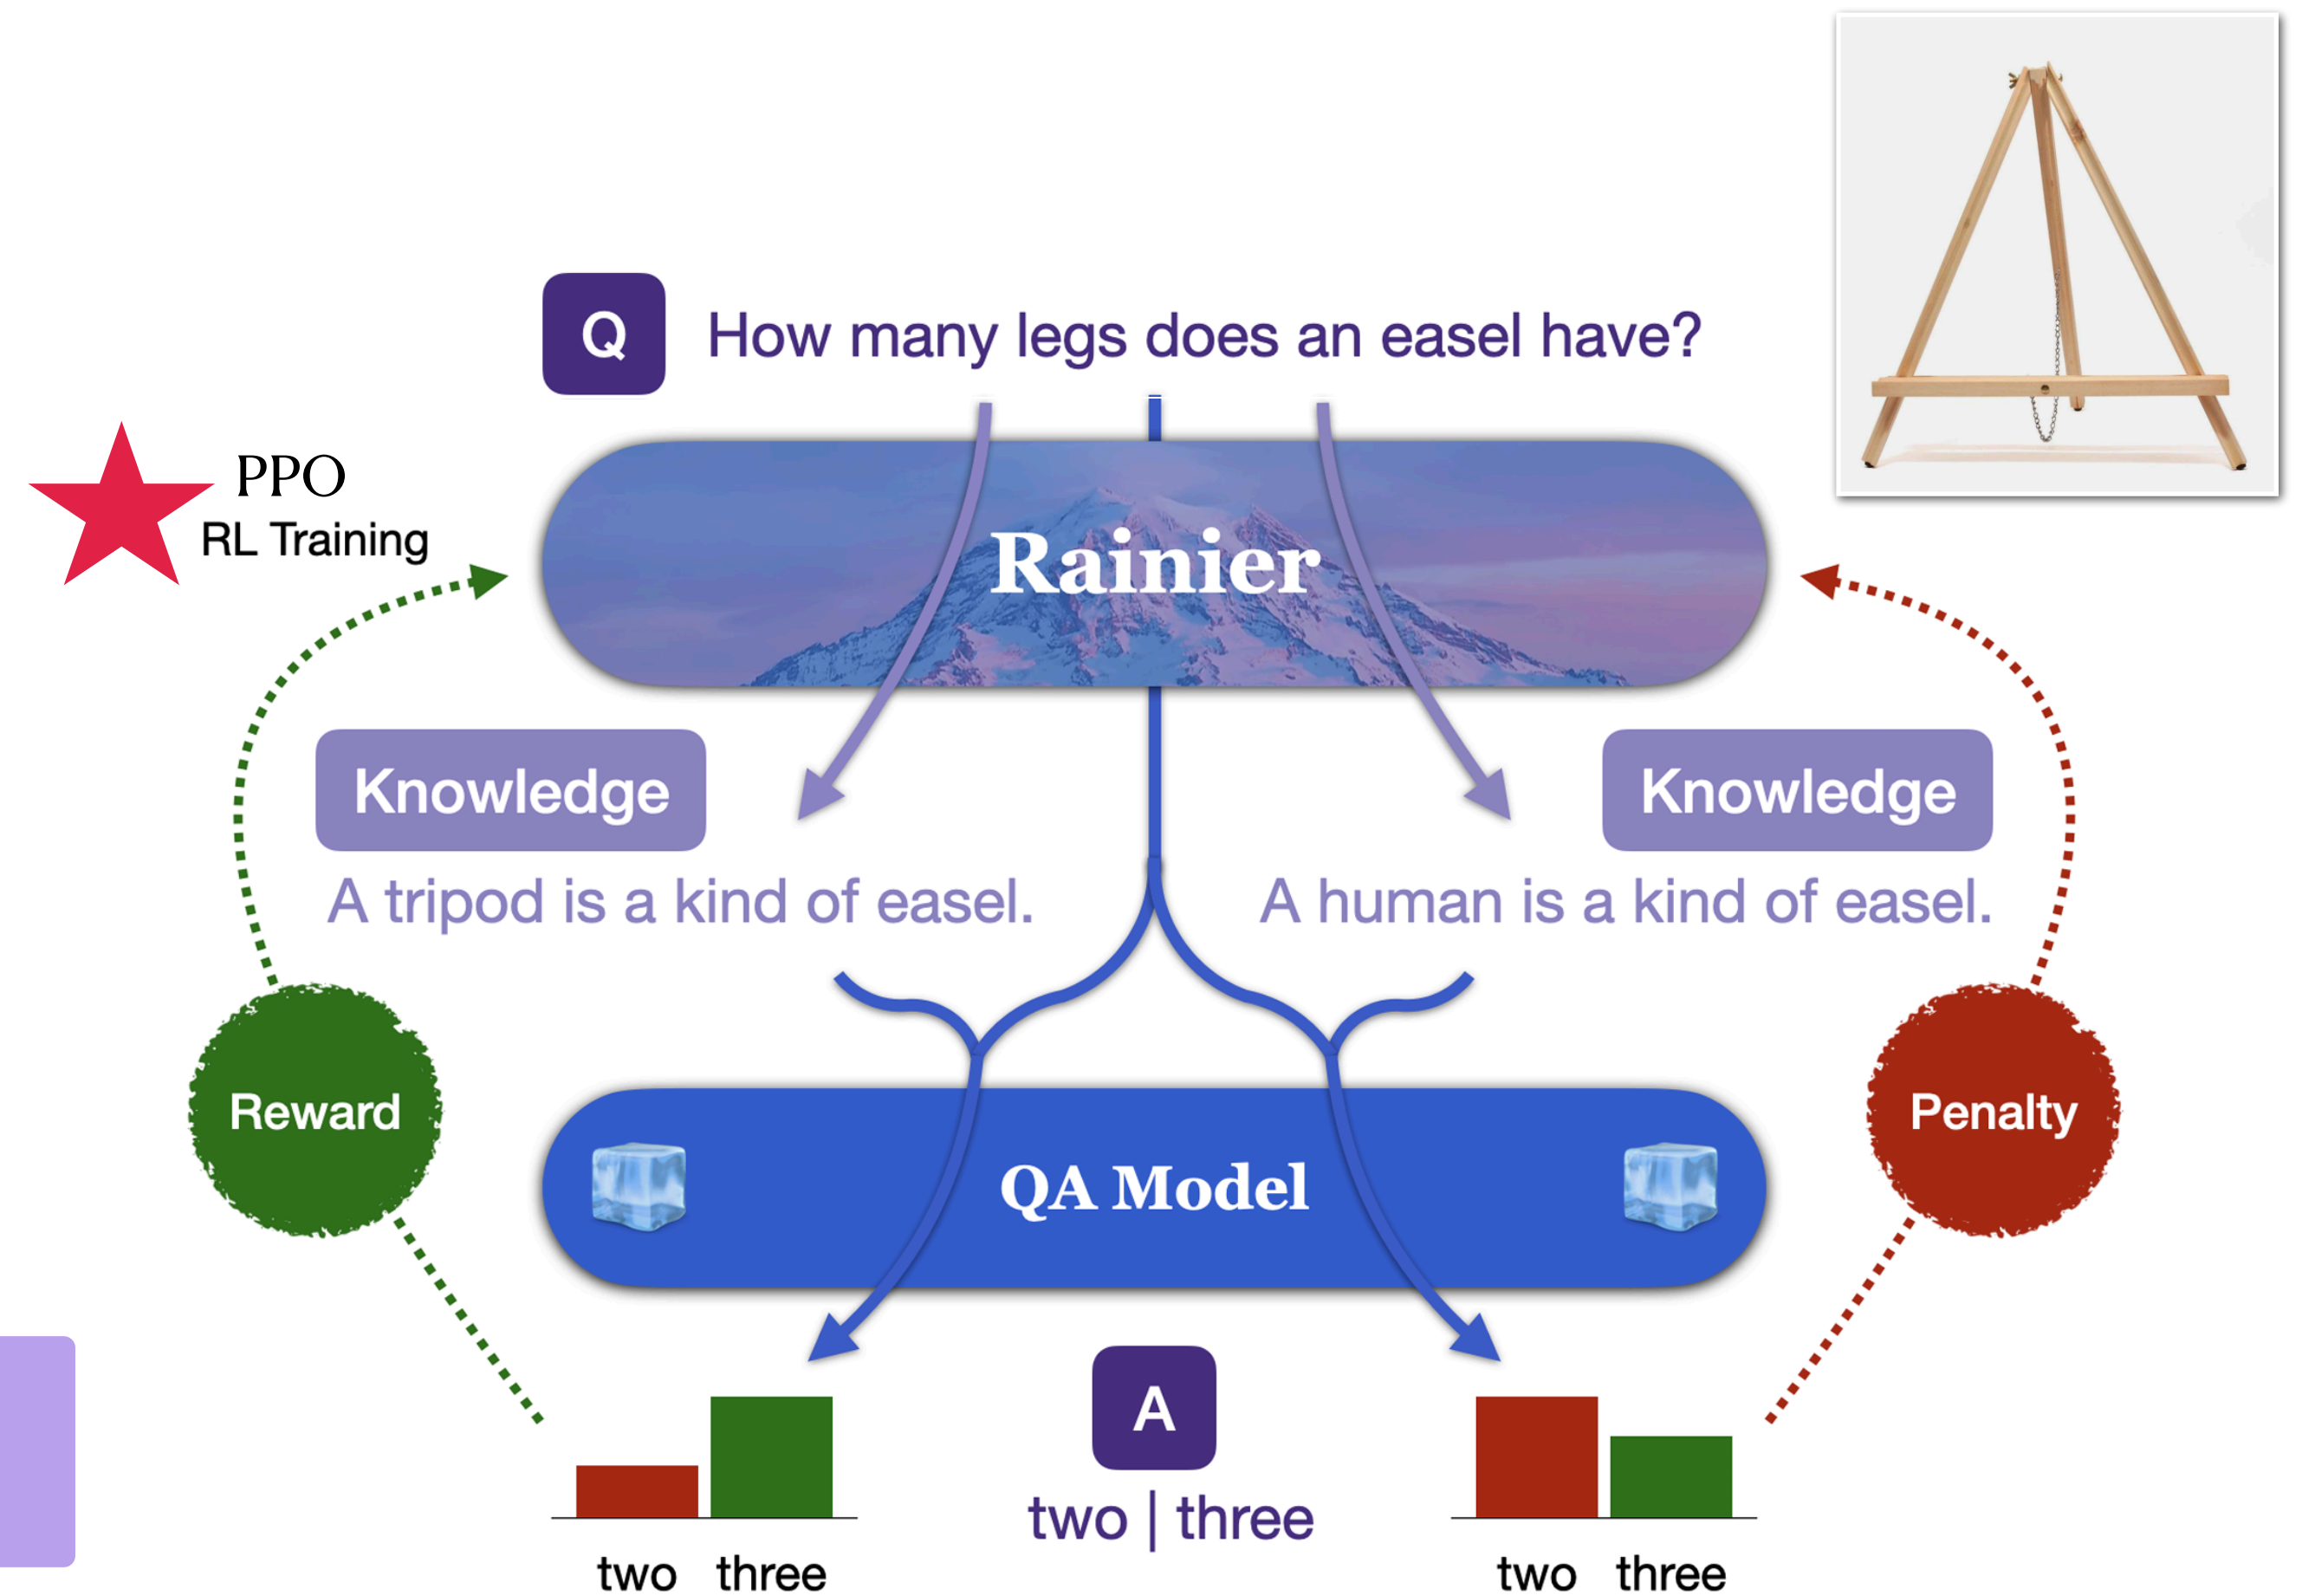 Q
How many legs does an easel have?
PPO
RL Training
Rainier
Knowledge
A tripod is a kind of easel.
Knowledge
A human is a kind of easel.
Reward
Penalty
QA Model
A
two | three
two three
two three